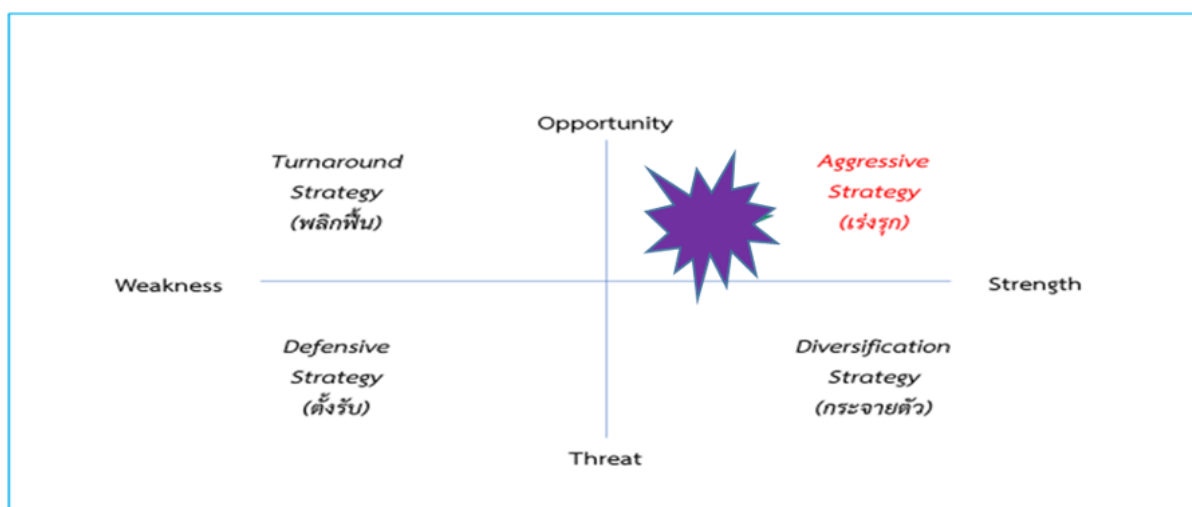 Opportunity
Turnaround
Strategy
(พลิกฟื้น)
Aggressive
Strategy
(เร่งรุก)
Weakness
Strength
Defensive
Strategy
(ตั้งรับ)
Diversification
Strategy
(กระจายตัว)
Threat